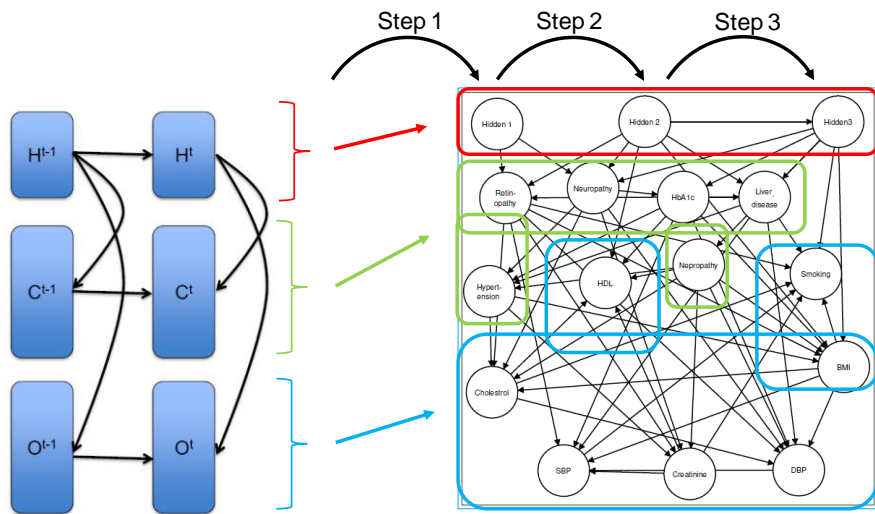 Step 1
Step 2
Step 3
H^t-1
H^t
C^t-1
C^t
O^t-1
O^t
Hidden 1
Hidden 2
Hidden3
Retin-
opathy
Neuropathy
HbA1c
Liver
disease
Hypert-
ension
HDL
Nepropathy
Smoking
Cholestrol
BMI
SBP
Creatinine
DBP